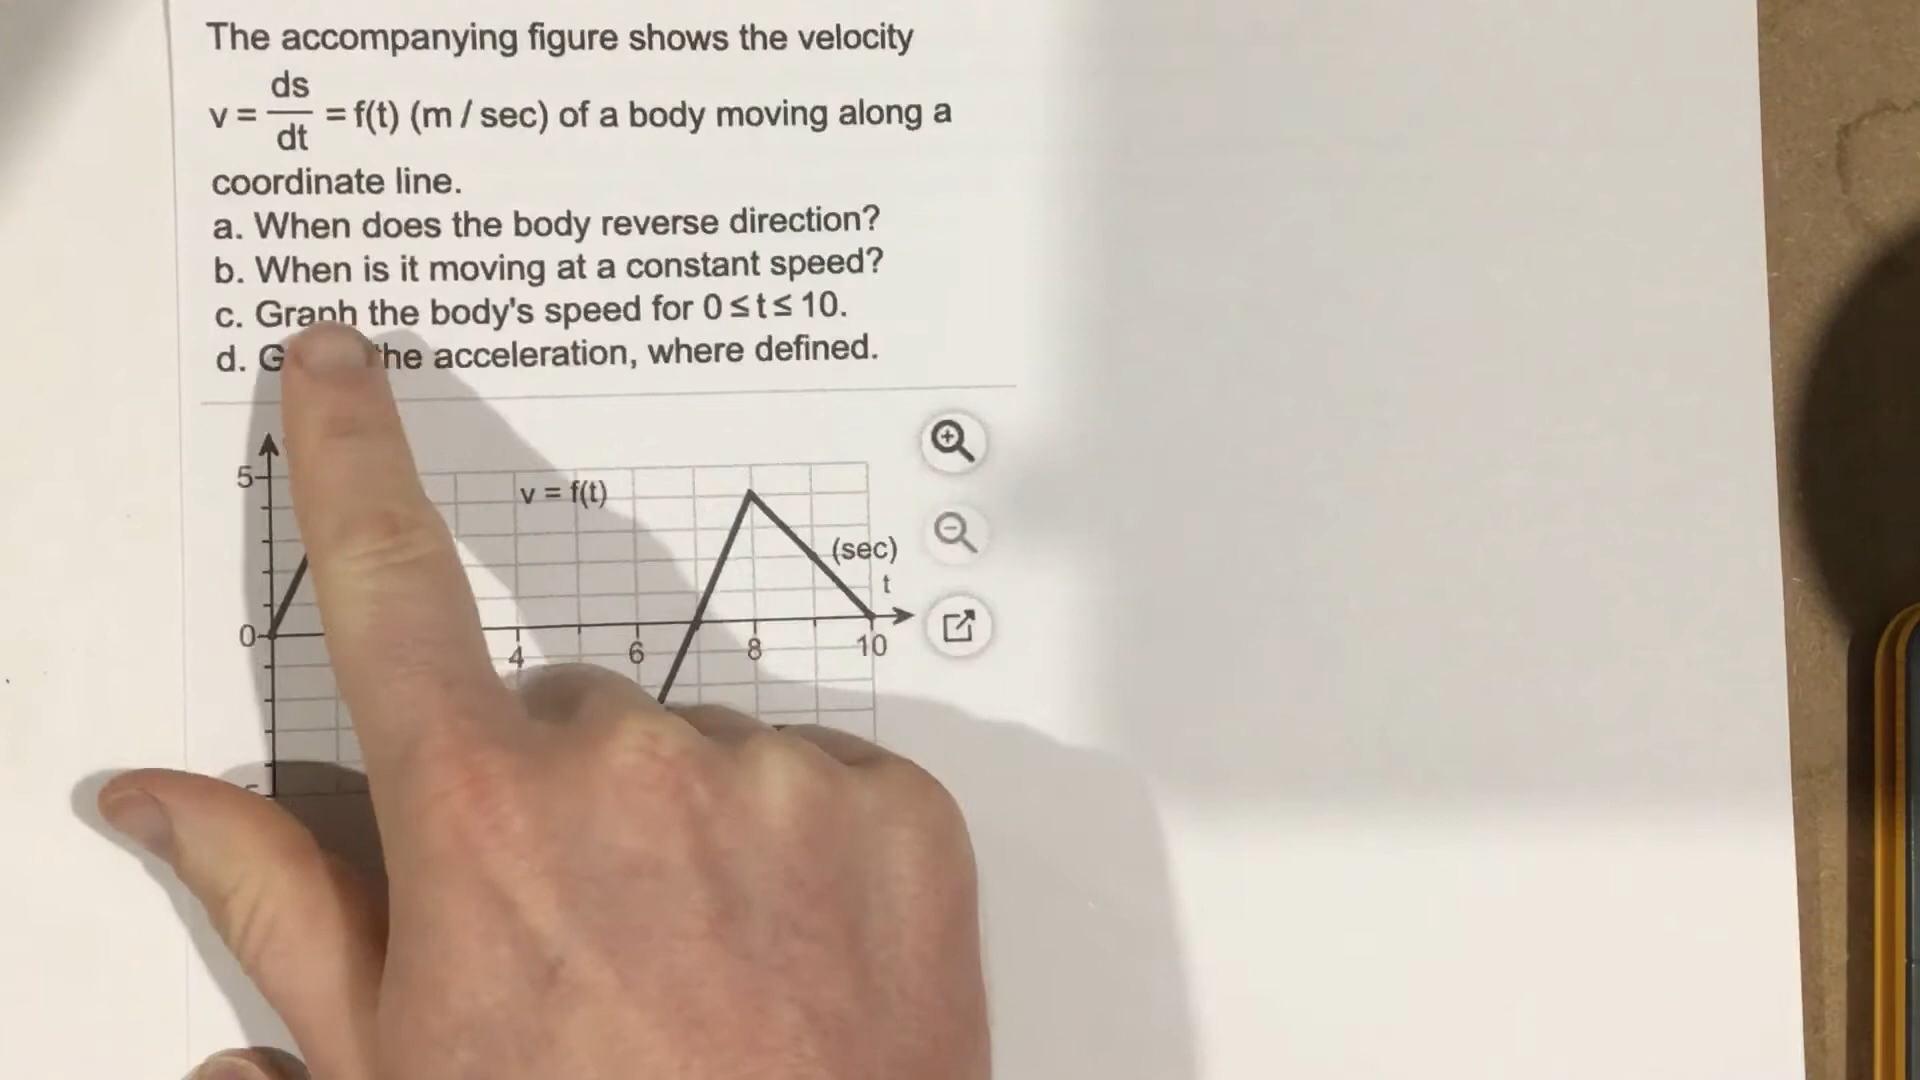 The accompanying figure shows the velocity
v = ds/dt = f(t) (m / sec) of a body moving along a
coordinate line.
a. When does the body reverse direction?
b. When is it moving at a constant speed?
c. Graph the body's speed for 0 ≤ t ≤ 10.
d. the acceleration, where defined.
5
v = f(t)
(sec)
t
0
4 6 8 10